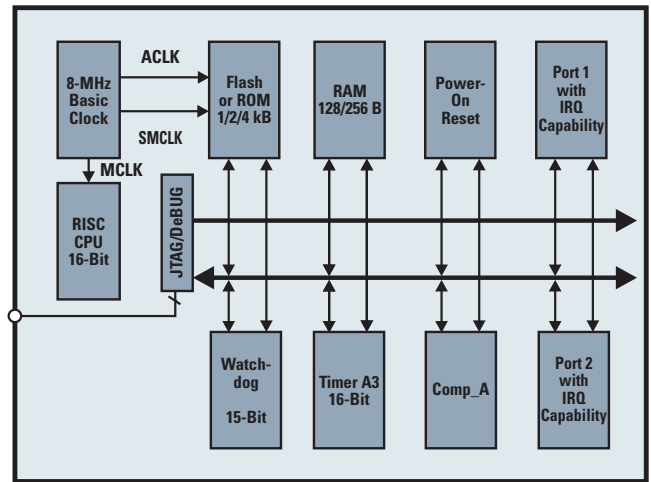 8-MHz
Basic
Clock
ACLK
SMCLK
MCLK
Flash
or ROM
1/2/4 kB
RAM
128/256 B
Power-
On
Reset
Port 1
with
IRQ
Capability
RISC
CPU
16-Bit
JTAG/DeBUG
Watch-
dog
15-Bit
Timer A3
16-Bit
Comp_A
Port 2
with
IRQ
Capability